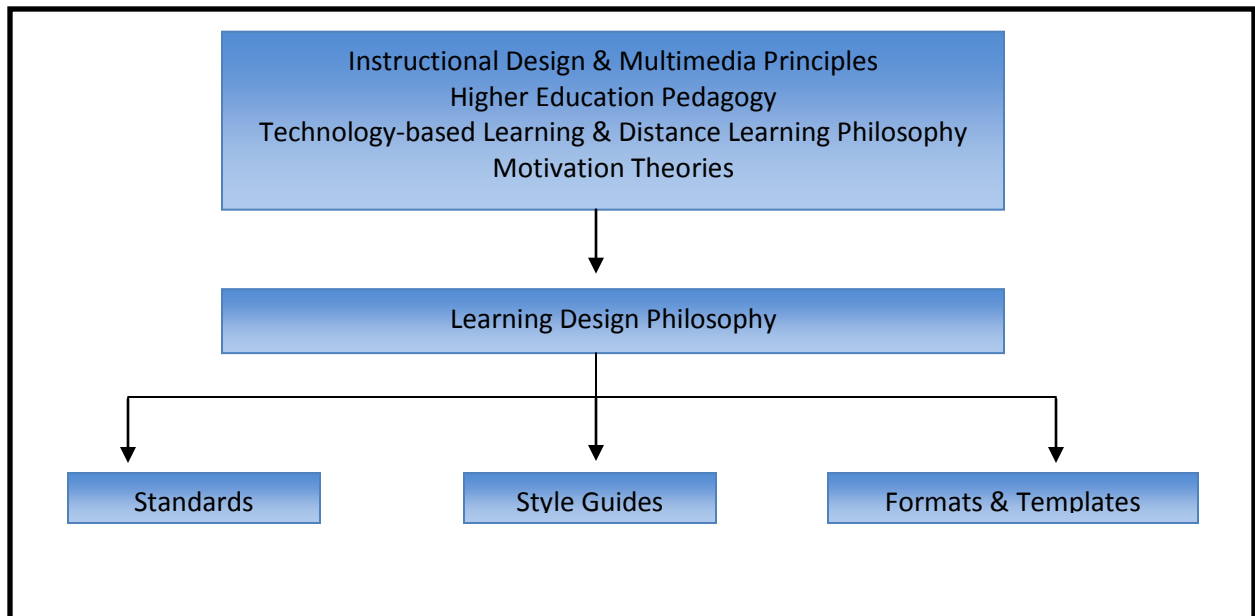 Instructional Design & Multimedia Principles
Higher Education Pedagogy
Technology-based Learning & Distance Learning Philosophy
Motivation Theories
Learning Design Philosophy
Standards
Style Guides
Formats & Templates